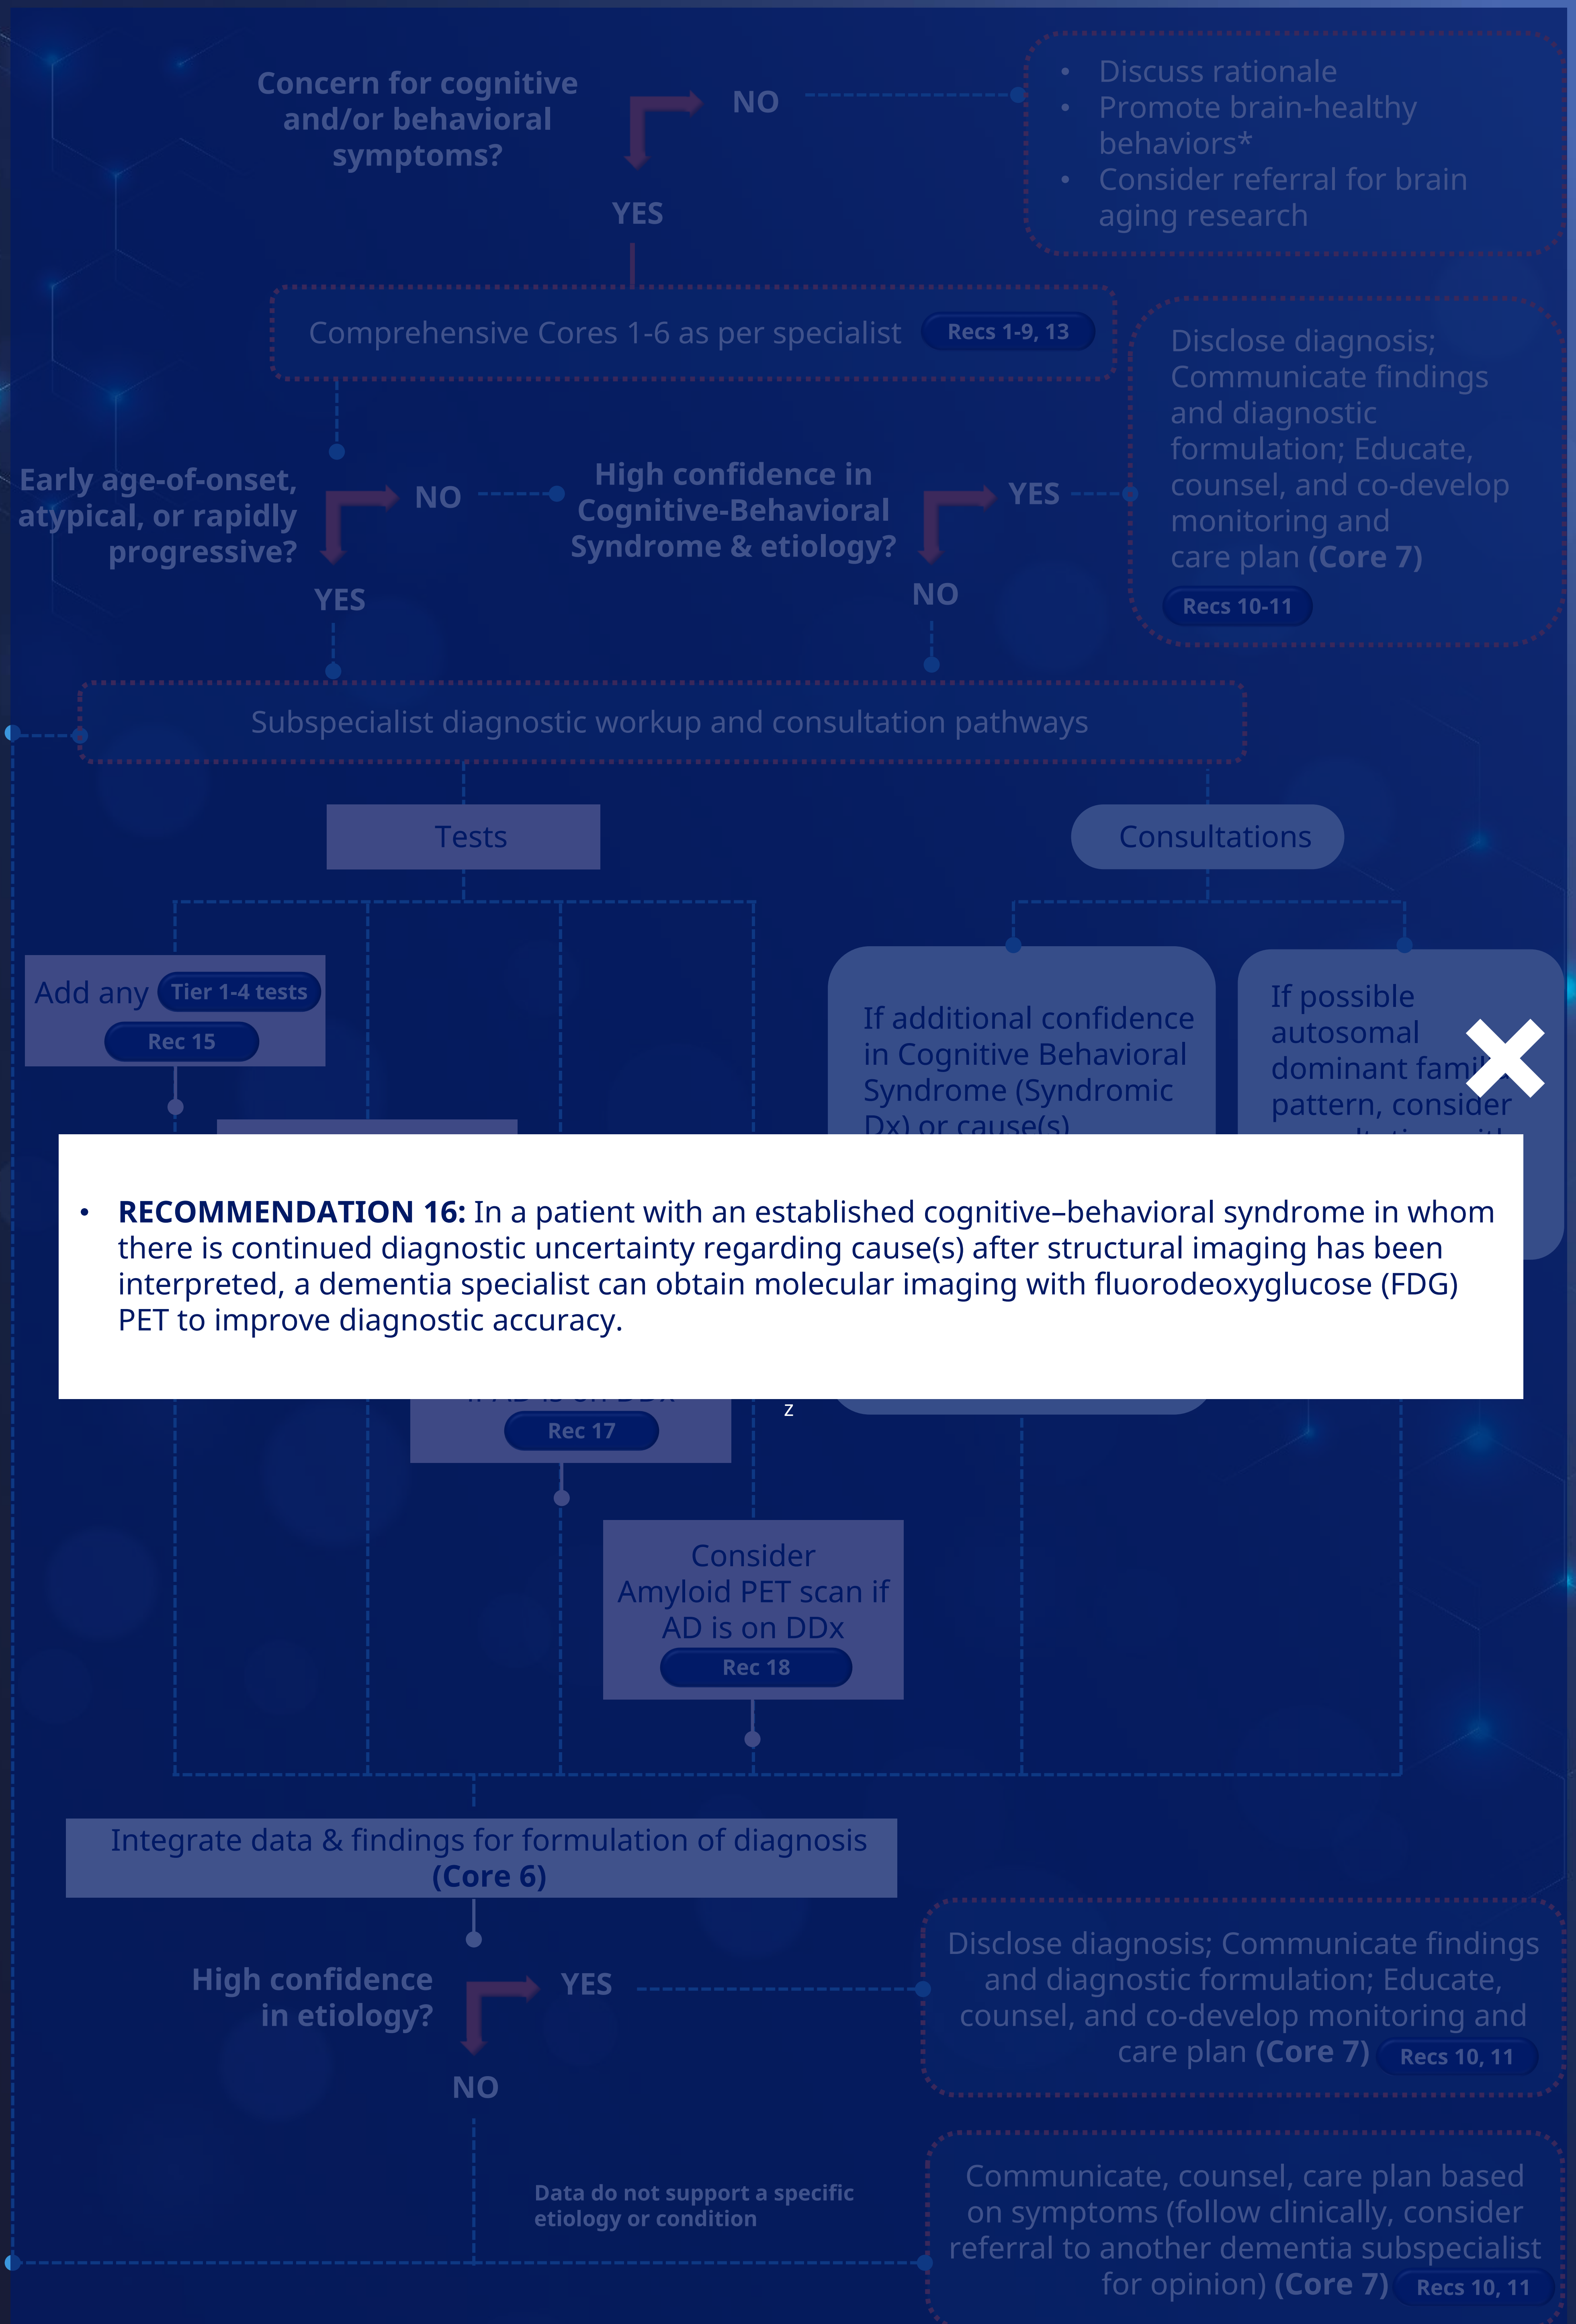 Concern for cognitive
and/or behavioral
symptoms?
NO
YES
• Discuss rationale
• Promote brain-healthy
behaviors*
• Consider referral for brain
aging research
Comprehensive Cores 1-6 as per specialist
Recs 1-9, 13
Disclose diagnosis;
Communicate findings
and diagnostic
formulation; Educate,
counsel, and co-develop
monitoring and
care plan (Core 7)
Recs 10-11
Early age-of-onset,
atypical, or rapidly
progressive?
NO
YES
High confidence in
Cognitive-Behavioral
Syndrome & etiology?
YES
NO
Subspecialist diagnostic workup and consultation pathways
Tests
Consultations
Add any Tier 1-4 tests
Rec 15
If additional confidence
in Cognitive Behavioral
Syndrome (Syndromic
Dx) or cause(s)
If possible
autosomal
dominant
pattern, consider
• RECOMMENDATION 16: In a patient with an established cognitive–behavioral syndrome in whom
there is continued diagnostic uncertainty regarding cause(s) after structural imaging has been
interpreted, a dementia specialist can obtain molecular imaging with fluorodeoxyglucose (FDG)
PET to improve diagnostic accuracy.
z
Rec 17
Consider
Amyloid PET scan if
AD is on DDx
Rec 18
Integrate data & findings for formulation of diagnosis
(Core 6)
High confidence
in etiology?
YES
NO
Disclose diagnosis; Communicate findings
and diagnostic formulation; Educate,
counsel, and co-develop monitoring and
care plan (Core 7) Recs 10, 11
Data do not support a specific
etiology or condition
Communicate, counsel, care plan based
on symptoms (follow clinically, consider
referral to another dementia subspecialist
for opinion) (Core 7) Recs 10, 11